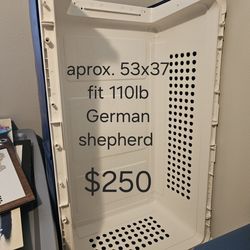 aprox. 53x37
fit 110lb
German
shepherd
$250